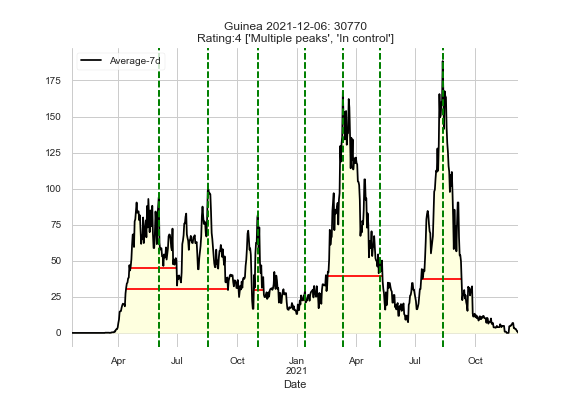 Guinea 2021-12-06: 30770
Rating:4 ['Multiple peaks', 'In control']
Average-7d
175
150
125
100
75
50
25
0
Apr Jul Oct Jan Apr Jul Oct
2021
Date